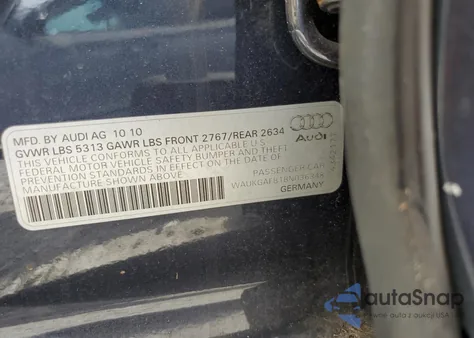 MFD. BY AUDI AG 10 10
GVWR LBS 5313 GAWR LBS FRONT 2767/REAR 2634
THIS VEHICLE CONFORMS TO ALL APPLICABLE U.S.
FEDERAL MOTOR VEHICLE SAFETY BUMPER AND THEFT
PREVENTION STANDARDS IN EFFECT ON THE DATE OF
MANUFACTURE SHOWN ABOVE.
Audi
PASSENGER CAR
GERMANY
autaSnap